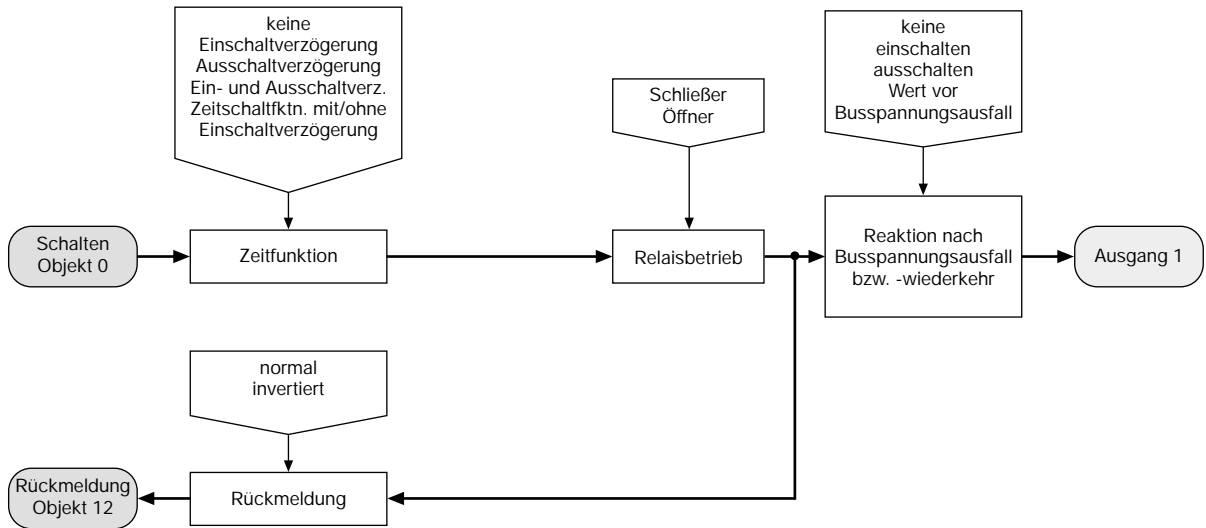 keine
Einschaltverzögerung
Ausschaltverzögerung
Ein- und Ausschaltverz.
Zeitschaltfktn. mit/ohne
Einschaltverzögerung
Schließer
Öffner
keine
einschalten
ausschalten
Wert vor
Busspannungsausfall
Schalten
Objekt 0
Zeitfunktion
Relaisbetrieb
Reaktion nach
Busspannungsausfall
bzw. -wiederkehr
Ausgang 1
normal
invertiert
Rückmeldung
Objekt 12
Rückmeldung